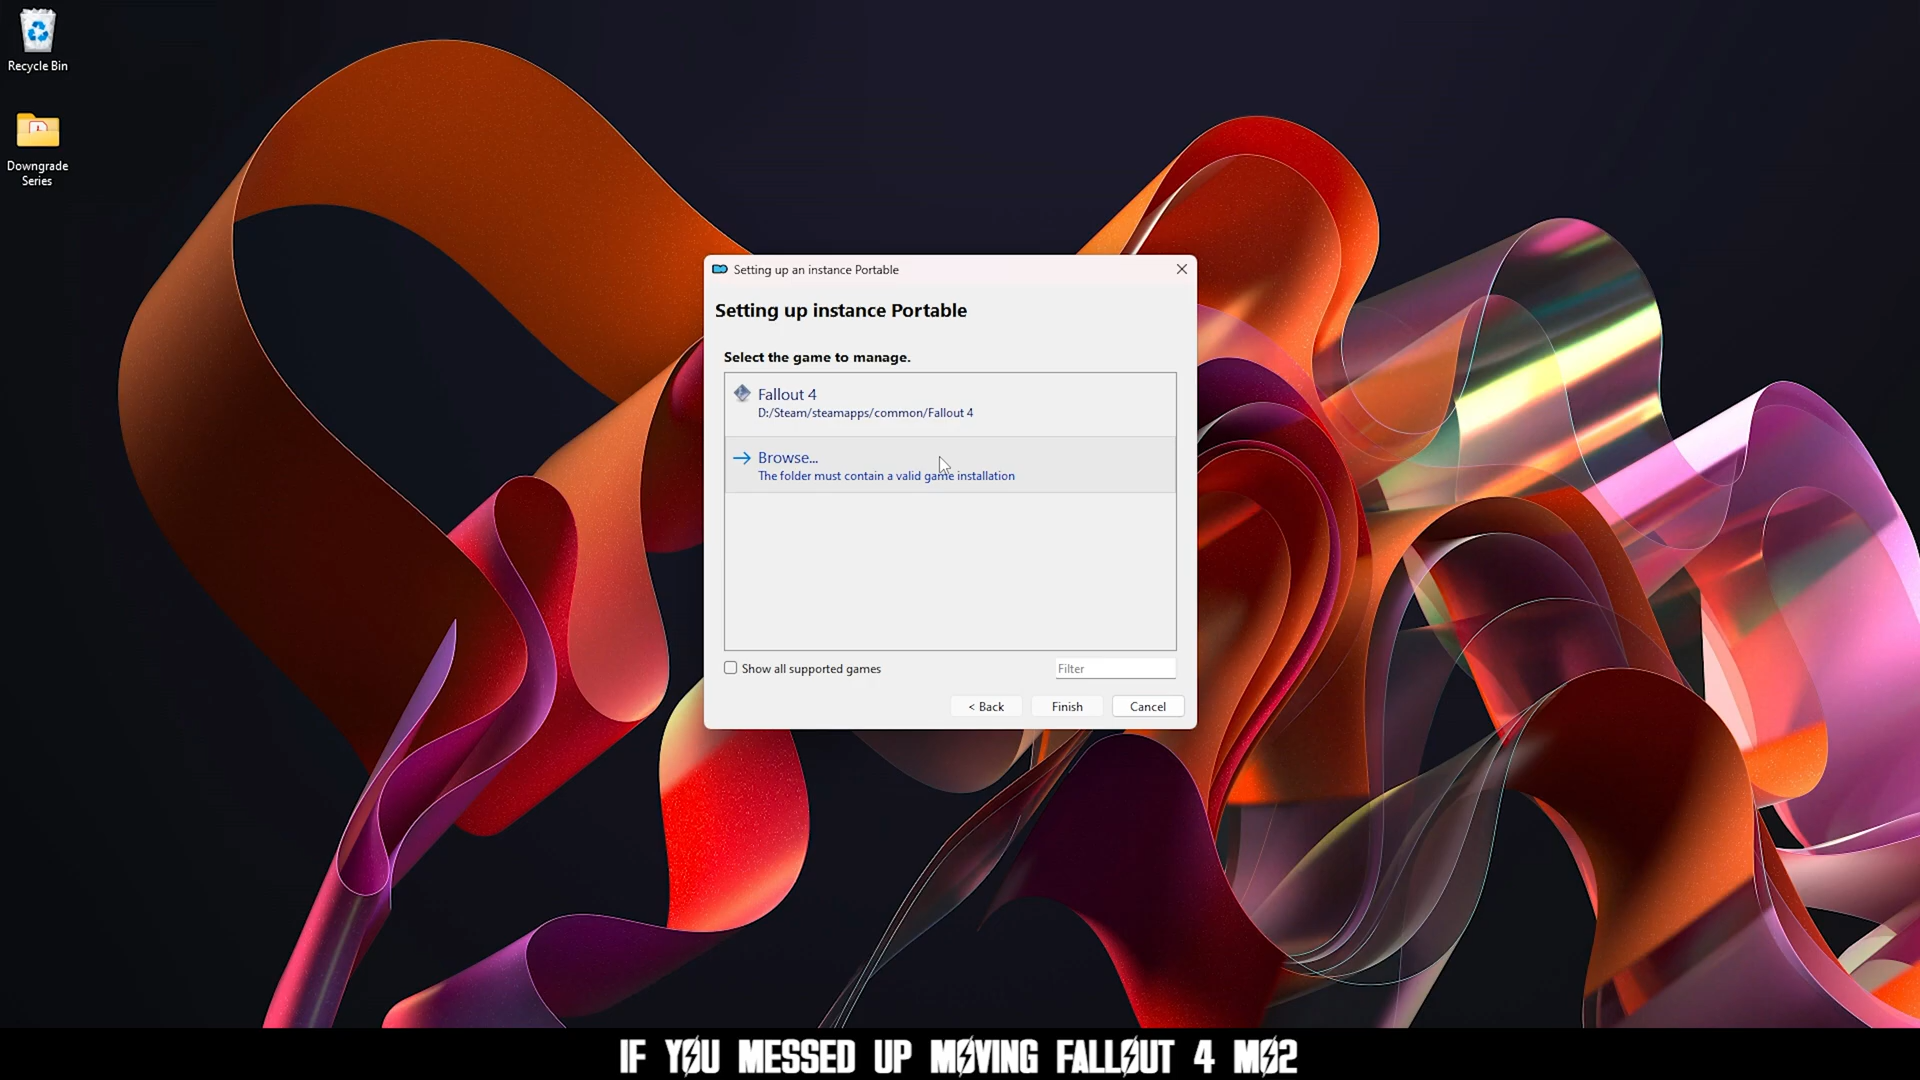 Recycle Bin
Downgrade
Series
Setting up an instance Portable
Setting up instance Portable
Select the game to manage.
Fallout 4
D:/Steam/steamapps/common/Fallout 4
Browse...
The folder must contain a valid game installation
Show all supported games
Filter
< Back
Finish
Cancel
IF YOU MESSED UP MOVING FALLOUT 4 MO2